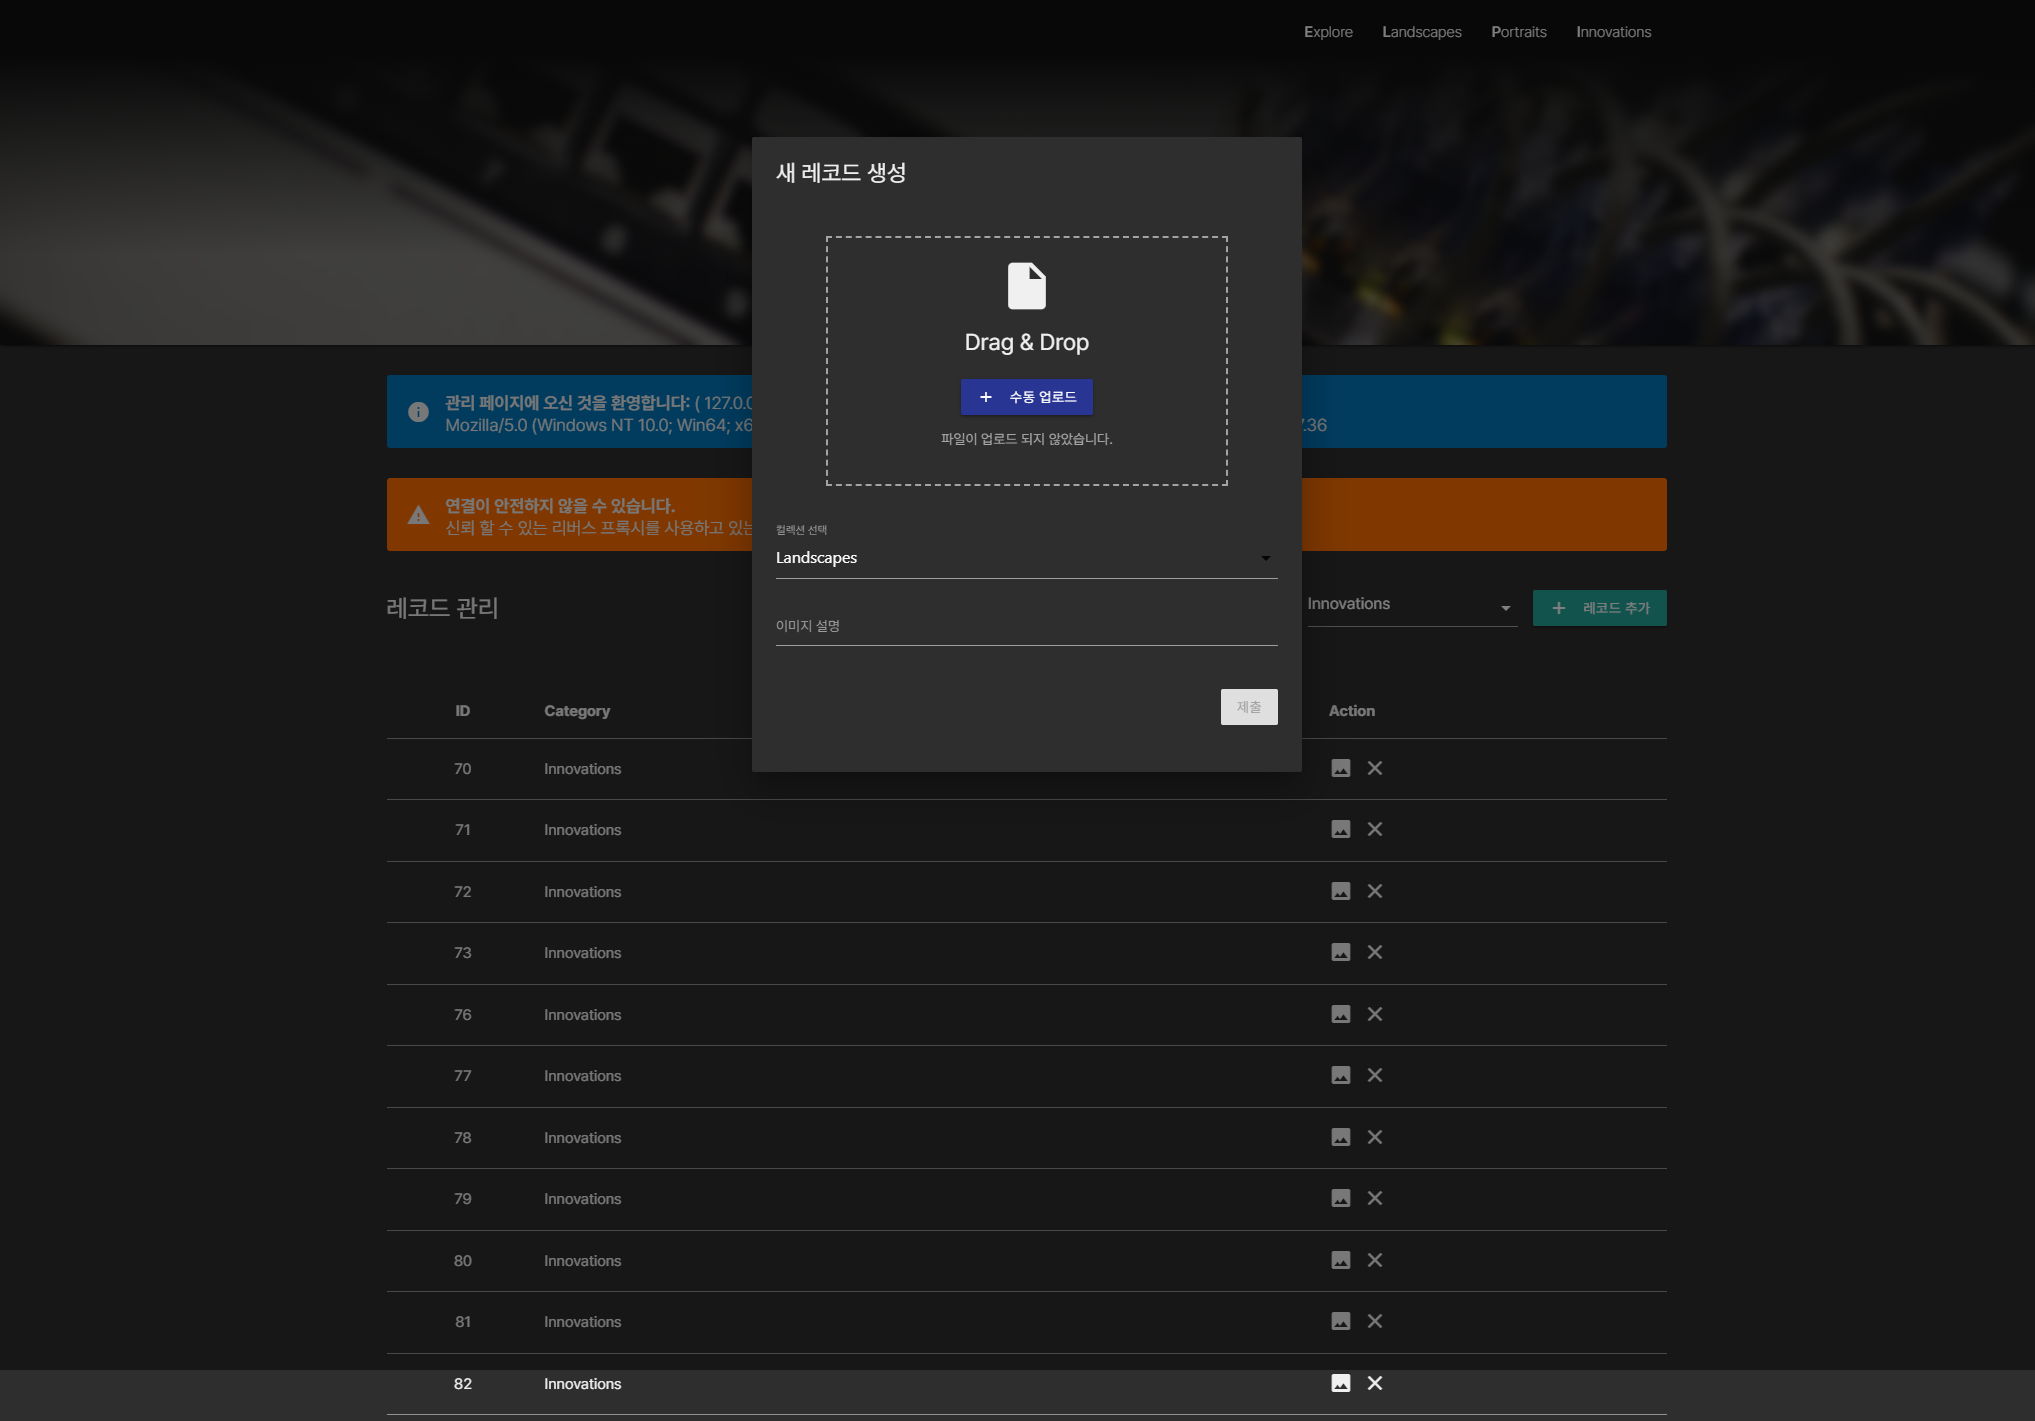 Explore Landscapes Portraits Innovations
새 레코드 생성
Drag & Drop
수동 업로드
파일이 업로드 되지 않았습니다.
컬렉션 선택
Landscapes
이미지 설명
제출
관리 페이지에 오신 것을 환영합니다: ( 127.0.0
Mozilla/5.0 (Windows NT 10.0; Win64; x6
7.36
연결이 안전하지 않을 수 있습니다.
신뢰 할 수 있는 리버스 프록시를 사용하고 있는
레코드 관리
Innovations
레코드 추가
ID Category Action
70 Innovations
71 Innovations
72 Innovations
73 Innovations
76 Innovations
77 Innovations
78 Innovations
79 Innovations
80 Innovations
81 Innovations
82 Innovations